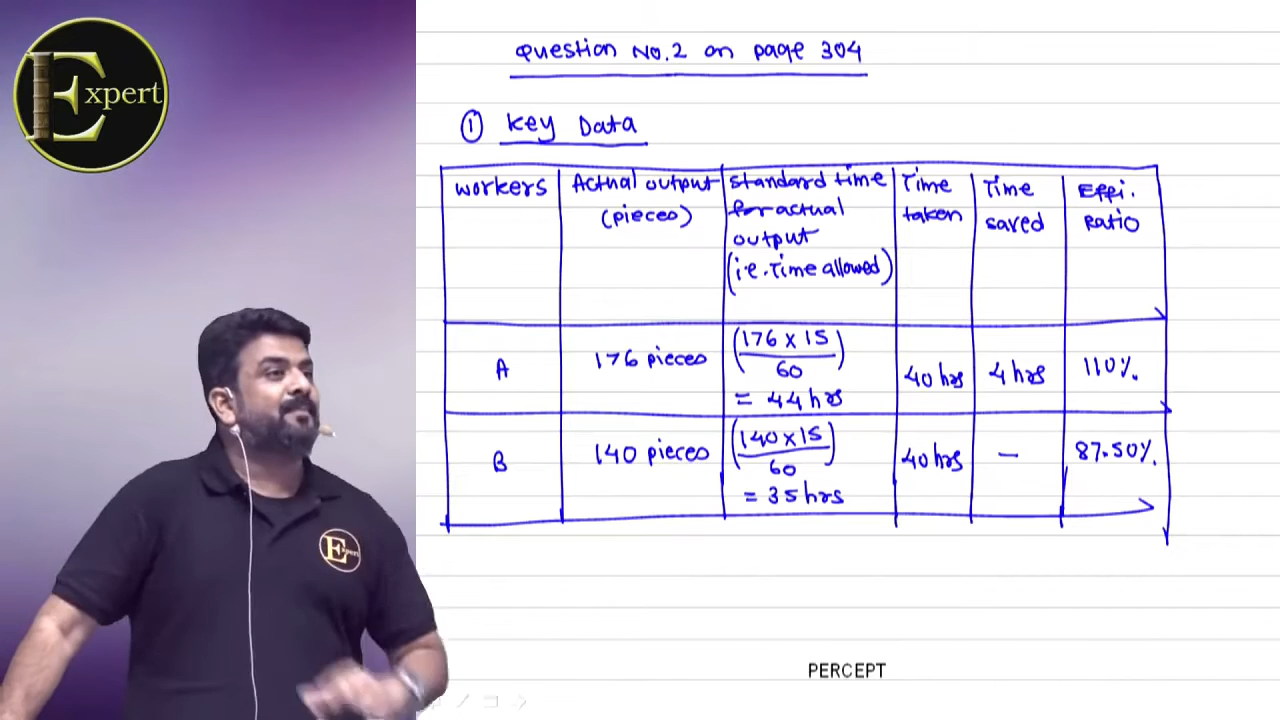 Expert
Question No.2 on page 304
① Key Data
Workers
Actual output
(pieces)
Standard time
for actual
output
(i.e. Time allowed)
Time
taken
Time
saved
Effi.
Ratio
A
176 pieces
(176 x 15
60)
= 44 hrs
40 hrs
4 hrs
110%.
B
140 pieces
(140 x 15
60)
= 35 hrs
40 hrs
—
87.50%.
Expert
PERCEPT